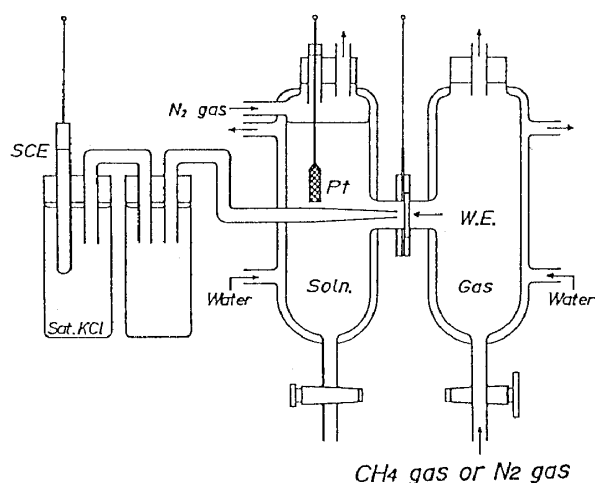 N₂ gas
SCE
Pt
W.E.
Water
Soln.
Gas
Water
Sat.KCl
CH₄ gas or N₂ gas